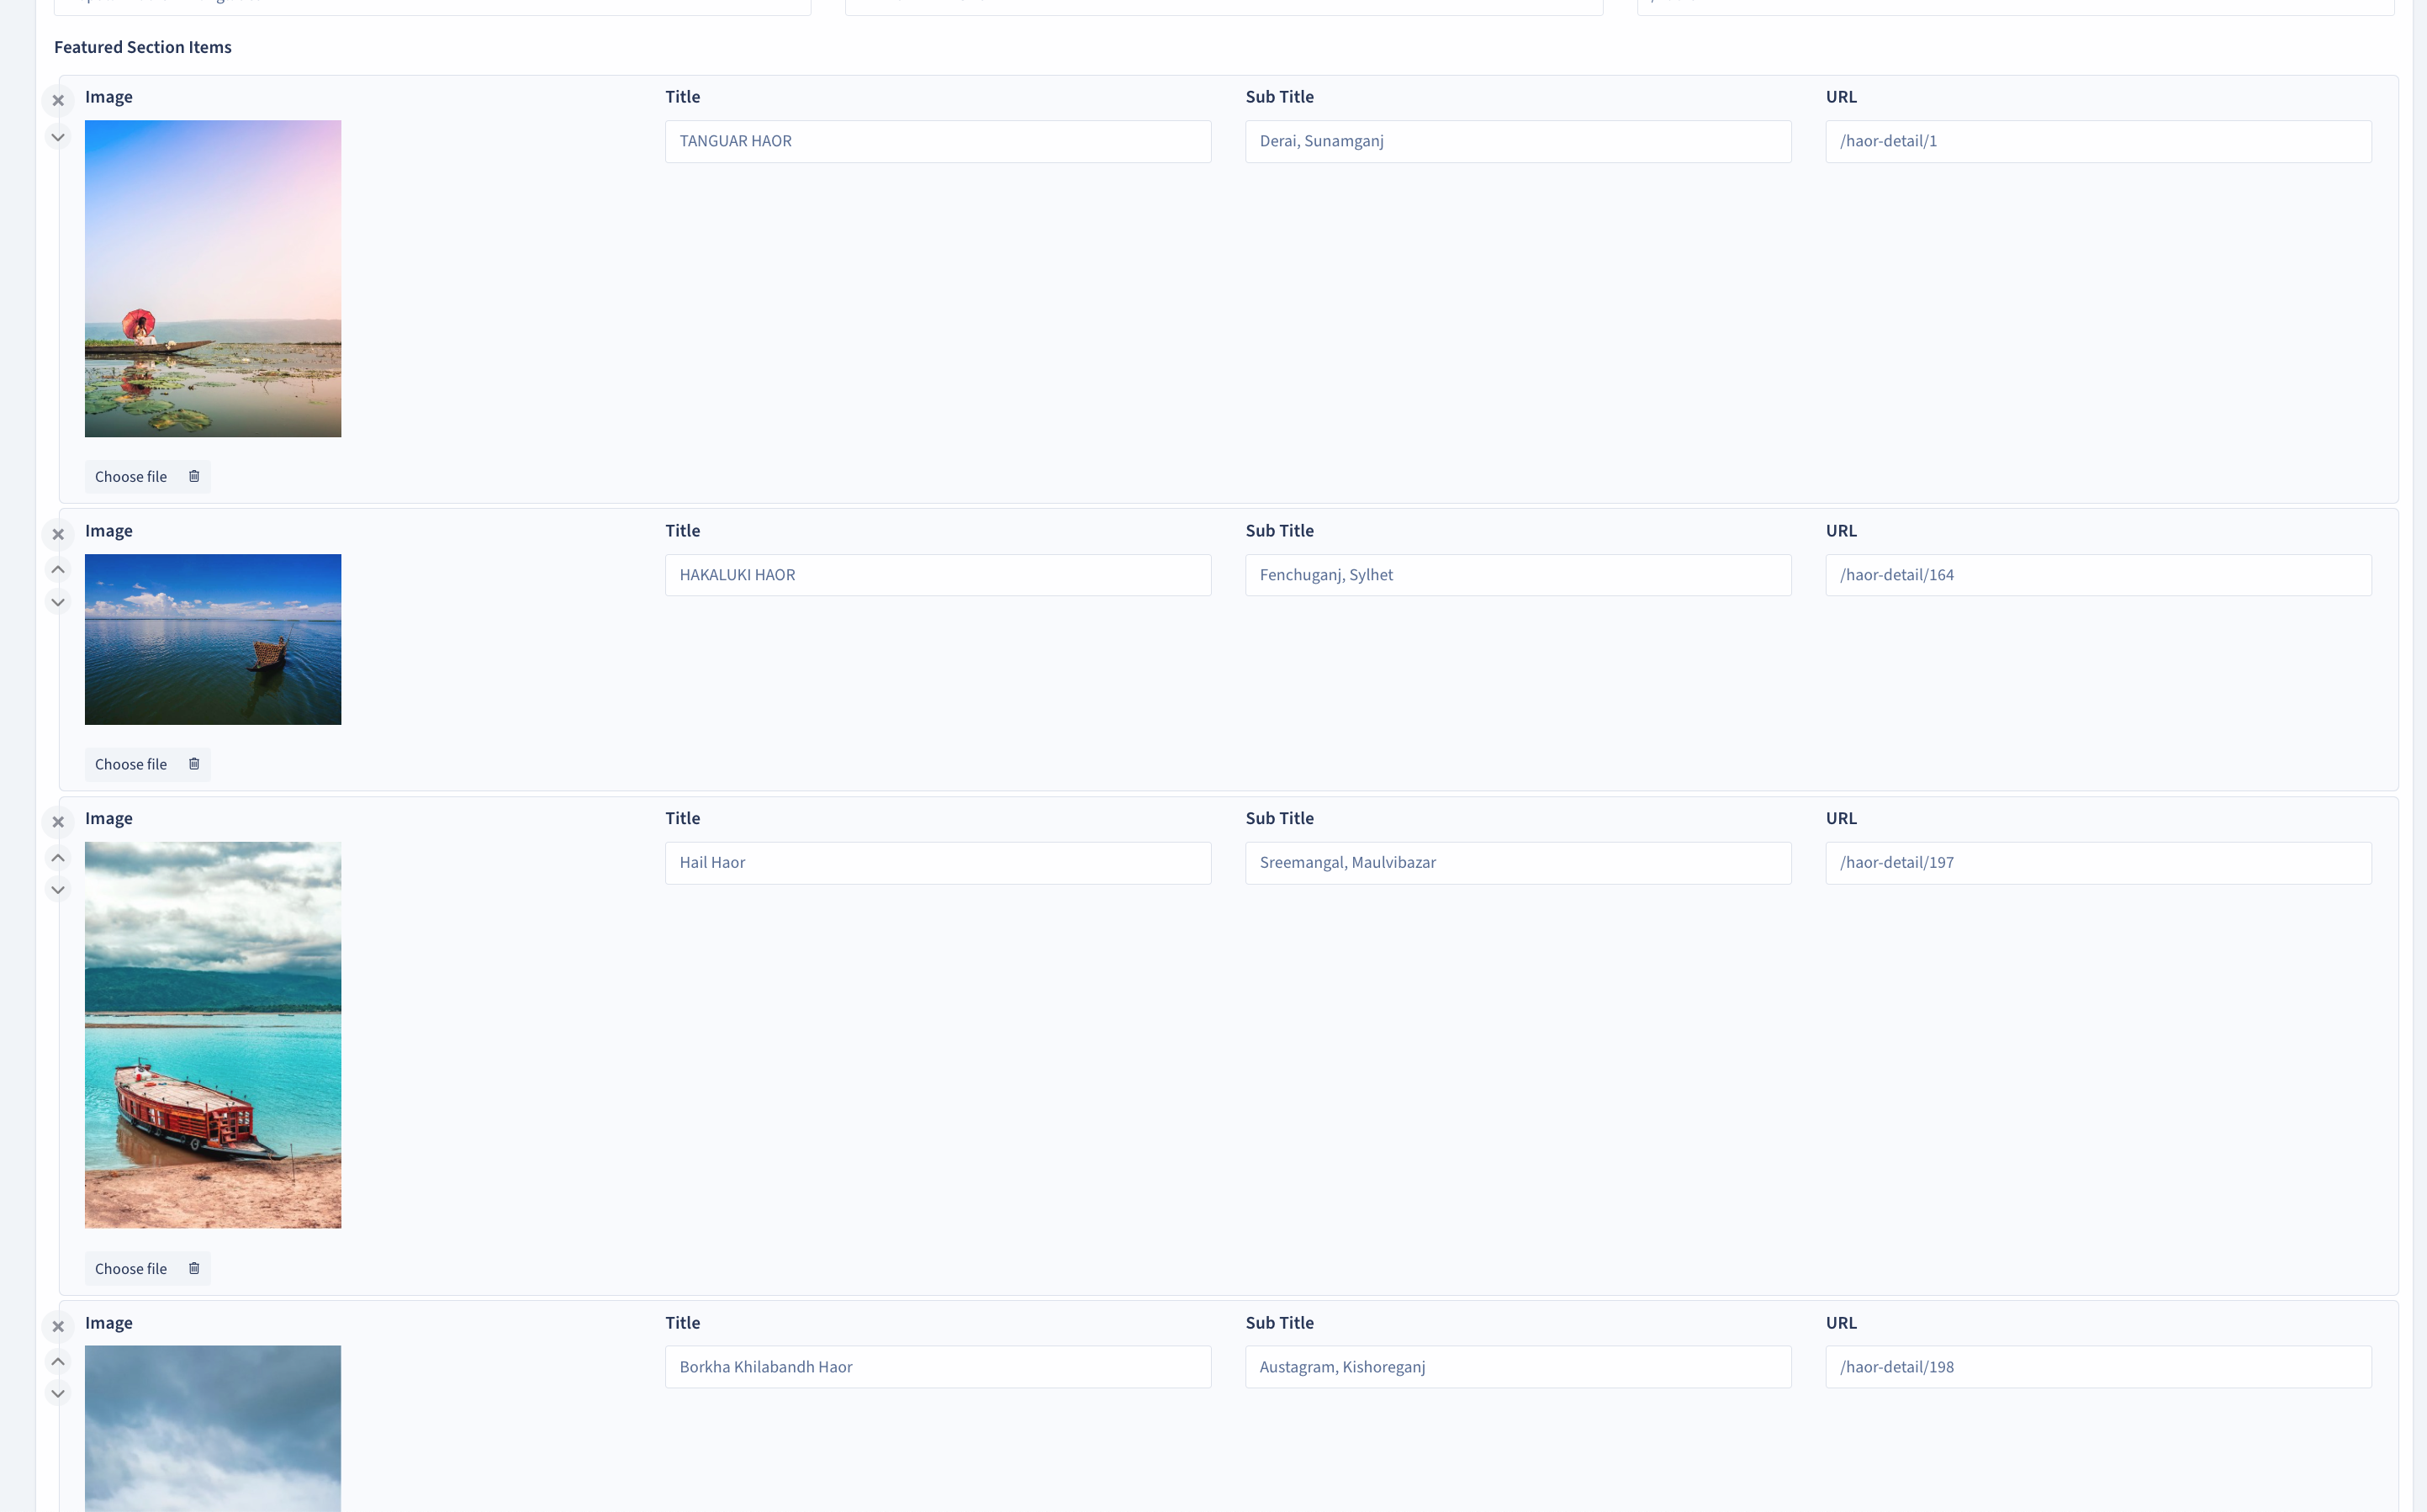 Featured Section Items
Image Title Sub Title URL
TANGUAR HAOR Derai, Sunamganj /haor-detail/1
Choose file
Image Title Sub Title URL
HAKALUKI HAOR Fenchuganj, Sylhet /haor-detail/164
Choose file
Image Title Sub Title URL
Hail Haor Sreemangal, Maulvibazar /haor-detail/197
Choose file
Image Title Sub Title URL
Borkha Khilabandh Haor Austagram, Kishoreganj /haor-detail/198